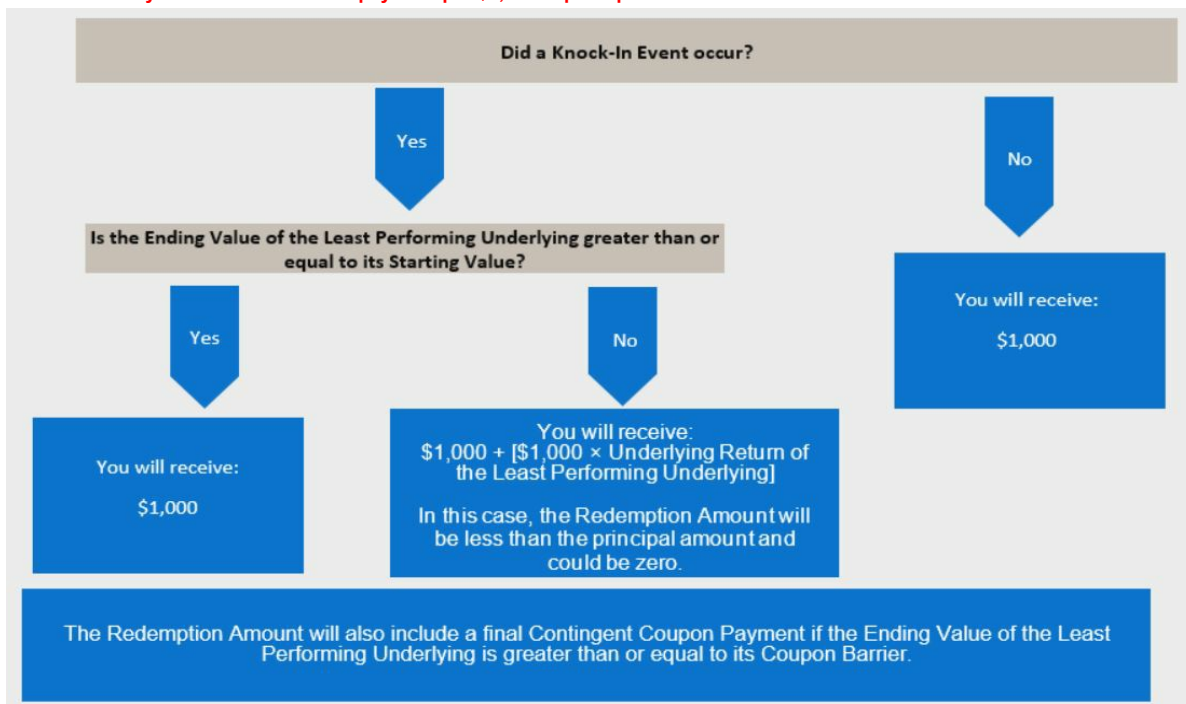 Did a Knock-In Event occur?
Yes
No
Is the Ending Value of the Least Performing Underlying greater than or
equal to its Starting Value?
You will receive:
$1,000
Yes
No
You will receive:
$1,000 + [$1,000 × Underlying Return of
the Least Performing Underlying]
In this case, the Redemption Amount will
be less than the principal amount and
could be zero.
You will receive:
$1,000
The Redemption Amount will also include a final Contingent Coupon Payment if the Ending Value of the Least
Performing Underlying is greater than or equal to its Coupon Barrier.